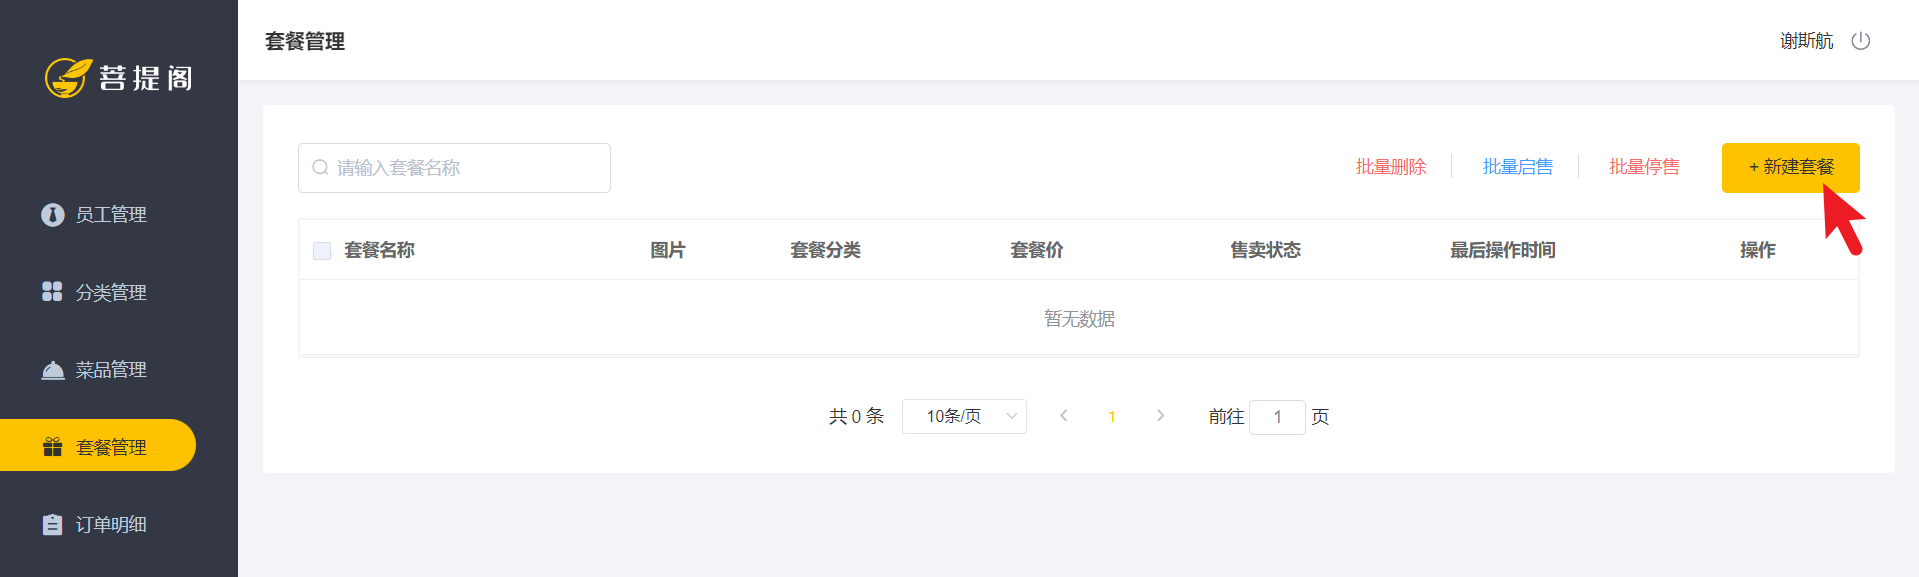 菩提阁
员工管理
分类管理
菜品管理
套餐管理
订单明细
套餐管理
谢斯航
请输入套餐名称
批量删除 批量启售 批量停售 + 新建套餐
套餐名称 图片 套餐分类 套餐价 售卖状态 最后操作时间 操作
暂无数据
共 0 条 10条/页 1 前往 1 页